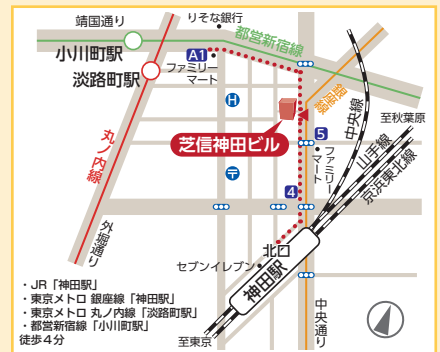 靖国通り
りそな銀行
都営新宿線
小川町駅
A1
ファミリー
マート
淡路町駅
銀座線
中央線
至秋葉原
山手線
京浜東北線
H
芝信神田ビル
5
ファミリー
マート
丸ノ内線
〒
4
外堀通り
北口
セブンイレブン
神田駅
中央通り
至東京
・JR「神田駅」
・東京メトロ 銀座線「神田駅」
・東京メトロ 丸ノ内線「淡路町駅」
・都営新宿線「小川町駅」
徒歩4分